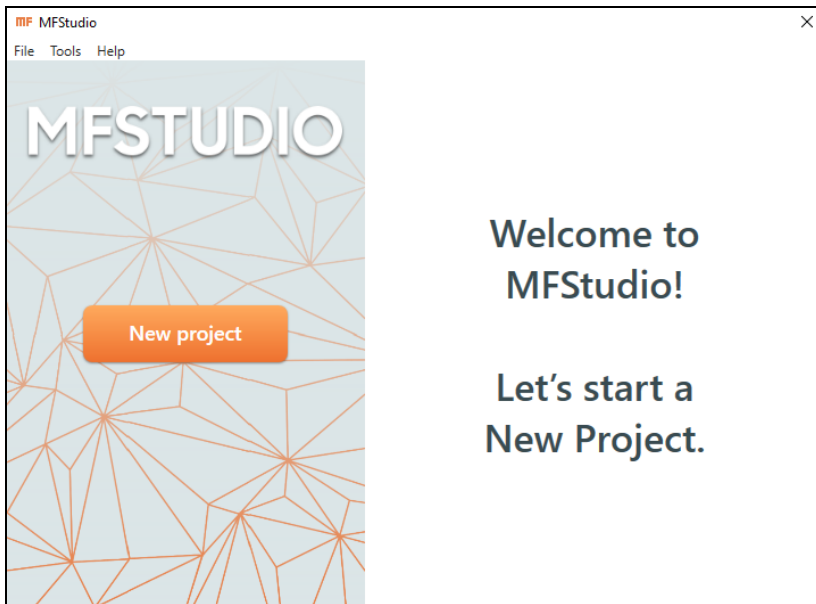 MF MFStudio
File Tools Help
MFSTUDIO
New project
Welcome to
MFStudio!
Let’s start a
New Project.